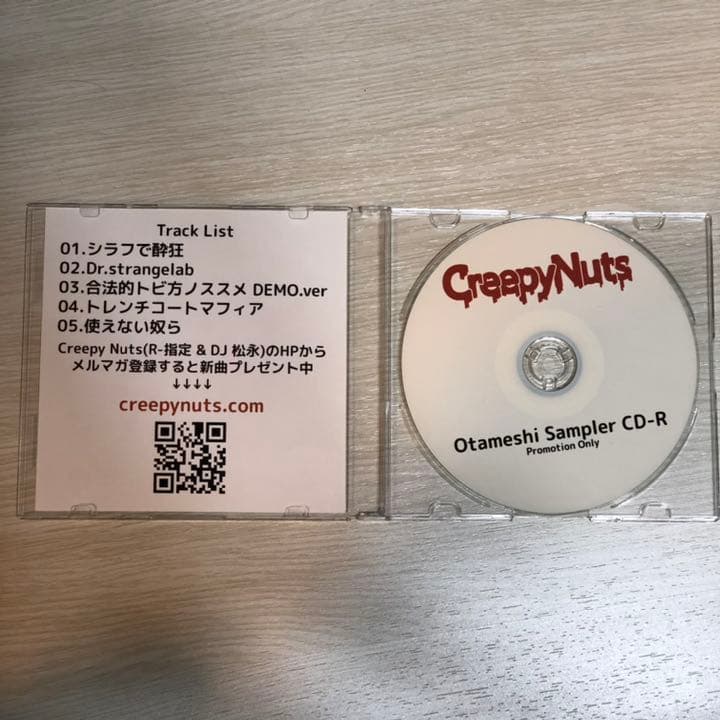 Track List
01.シラフで酔狂
02.Dr.strangelab
03.合法的トビ方ノススメ DEMO.ver
04.トレンチコートマフィア
05.使えない奴ら
Creepy Nuts(R-指定 & DJ 松永)のHPから
メルマガ登録すると新曲プレゼント中
↓↓↓↓
creepynuts.com
CreepyNuts
Otameshi Sampler CD-R
Promotion Only